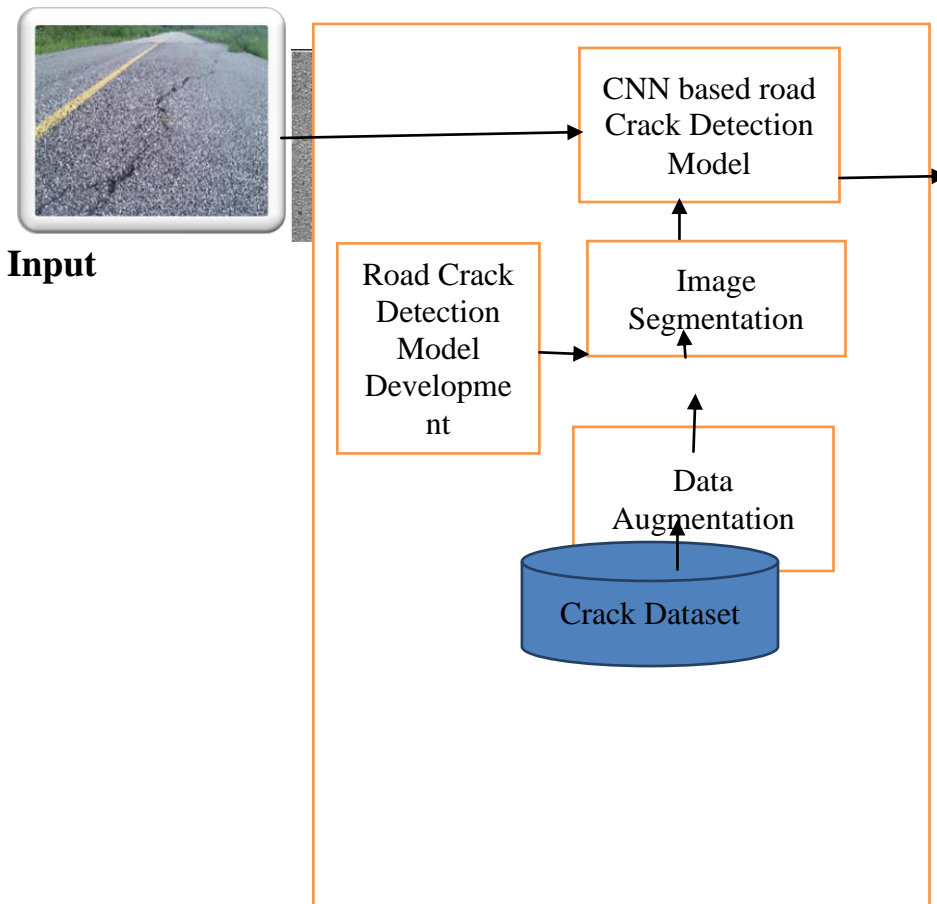 CNN based road
Crack Detection
Model
Input
Road Crack
Detection
Model
Developme
nt
Image
Segmentation
Data
Augmentation
Crack Dataset